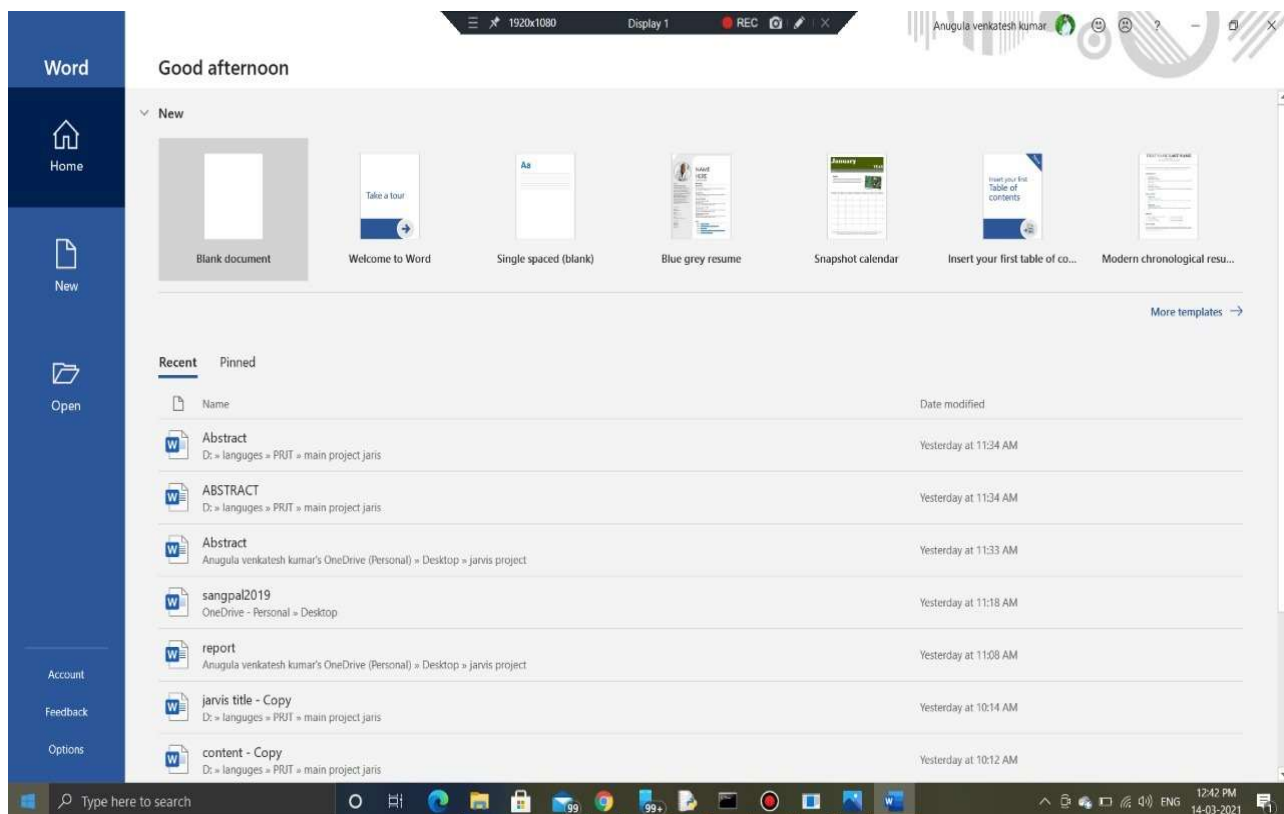 1920x1080 Display 1 REC
Anugula venkatesh kumar ?
Word
Good afternoon
Home
New
Open
Account
Feedback
Options
New
Take a tour
Aa
NAME
HERE
January
Insert your first
Table of
contents
Blank document
Welcome to Word
Single spaced (blank)
Blue grey resume
Snapshot calendar
Insert your first table of co...
Modern chronological resu...
More templates
Recent Pinned
Name Date modified
Abstract
D: » languges » PRJT » main project jaris
Yesterday at 11:34 AM
ABSTRACT
D: » languges » PRJT » main project jaris
Yesterday at 11:34 AM
Abstract
Anugula venkatesh kumar's OneDrive (Personal) » Desktop » jarvis project
Yesterday at 11:33 AM
sangpal2019
OneDrive - Personal » Desktop
Yesterday at 11:18 AM
report
Anugula venkatesh kumar's OneDrive (Personal) » Desktop » jarvis project
Yesterday at 11:08 AM
jarvis title - Copy
D: » languges » PRJT » main project jaris
Yesterday at 10:14 AM
content - Copy
D: » languges » PRJT » main project jaris
Yesterday at 10:12 AM
Type here to search
99
99+
ENG
12:42 PM
14-03-2021
1